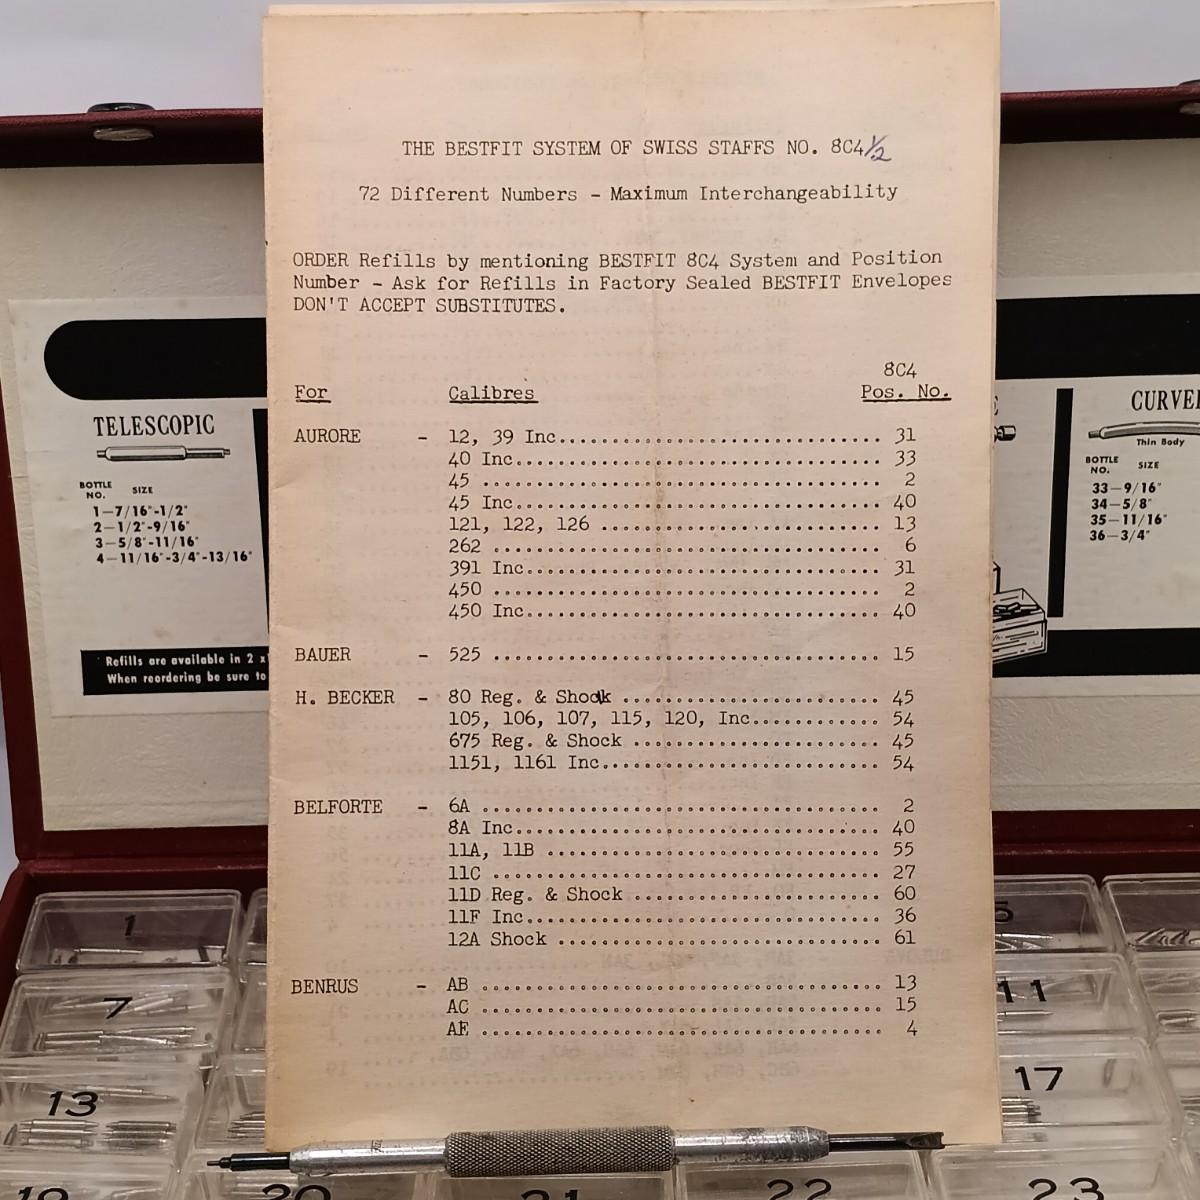 THE BESTFIT SYSTEM OF SWISS STAFFS NO. 8C4 1/2
72 Different Numbers - Maximum Interchangeability
ORDER Refills by mentioning BESTFIT 8C4 System and Position
Number - Ask for Refills in Factory Sealed BESTFIT Envelopes
DON'T ACCEPT SUBSTITUTES.
8C4
For Calibres Pos. No.
AURORE - 12, 39 Inc. 31
40 Inc. 33
45 2
45 Inc. 40
121, 122, 126 13
262 6
391 Inc. 31
450 2
450 Inc. 40
BAUER - 525 15
H. BECKER - 80 Reg. & Shock 45
105, 106, 107, 115, 120, Inc. 54
675 Reg. & Shock 45
1151, 1161 Inc. 54
BELFORTE - 6A 2
8A Inc. 40
11A, 11B 55
11C 27
11D Reg. & Shock 60
11F Inc. 36
12A Shock 61
BENRUS - AB 13
AC 15
AE 4
TELESCOPIC
BOTTLE NO. SIZE
1-7/16"-1/2"
2-1/2"-9/16"
3-5/8"-11/16"
4-11/16"-3/4"-13/16"
Refills are available in 2
When reordering be sure to
CURVE
Thin Body
BOTTLE NO. SIZE
33-9/16"
34-5/8"
35-11/16"
36-3/4"
1
7
11
13
17
19
20
21
22
23